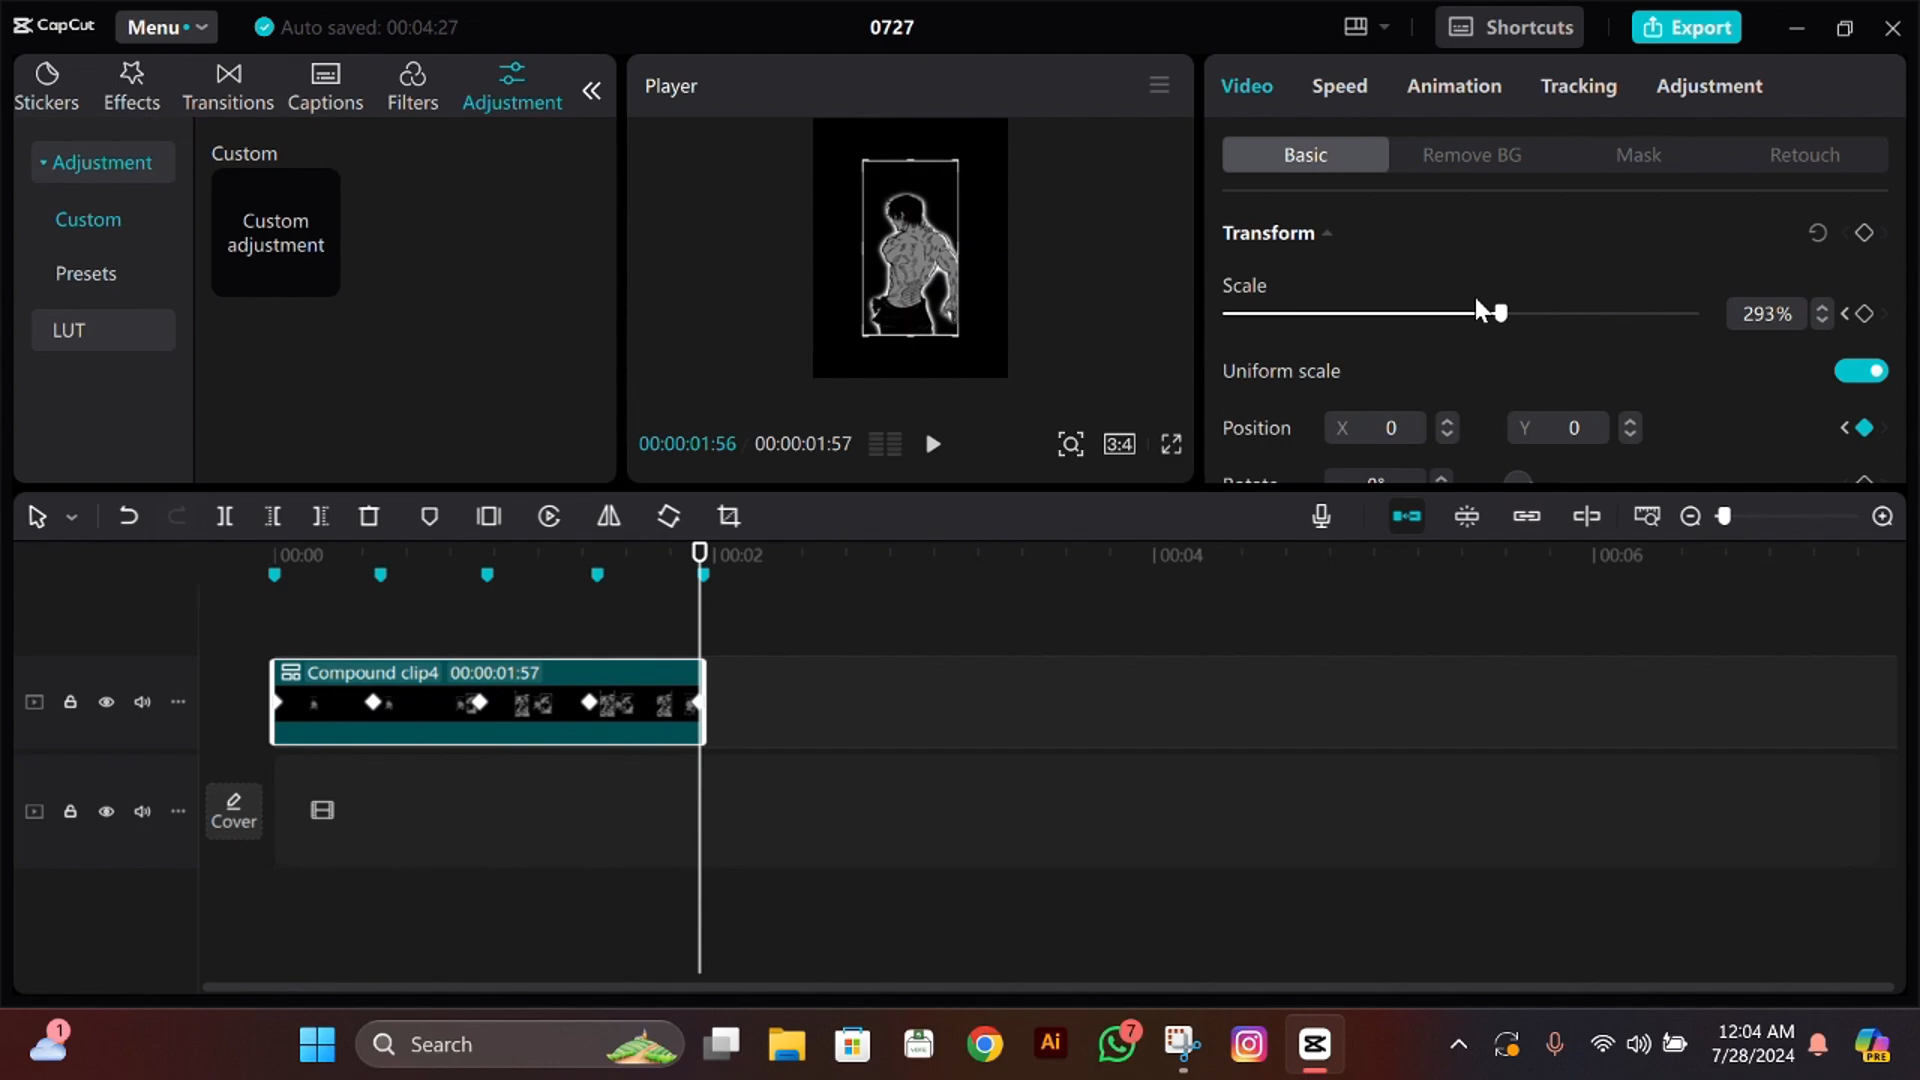 CapCut
Menu
Auto saved: 00:04:27
0727
Shortcuts
Export
Stickers
Effects
Transitions
Captions
Filters
Adjustment
Player
Video
Speed
Animation
Tracking
Adjustment
Adjustment
Custom
Presets
LUT
Custom
Custom
adjustment
Basic
Remove BG
Mask
Retouch
Transform
Scale
293%
Uniform scale
Position
X 0
Y 0
00:00:01:56
00:00:01:57
3:4
00:00
00:02
00:04
00:06
Compound clip4 00:00:01:57
Cover
1
Search
Ai
7
12:04 AM
7/28/2024
PRE